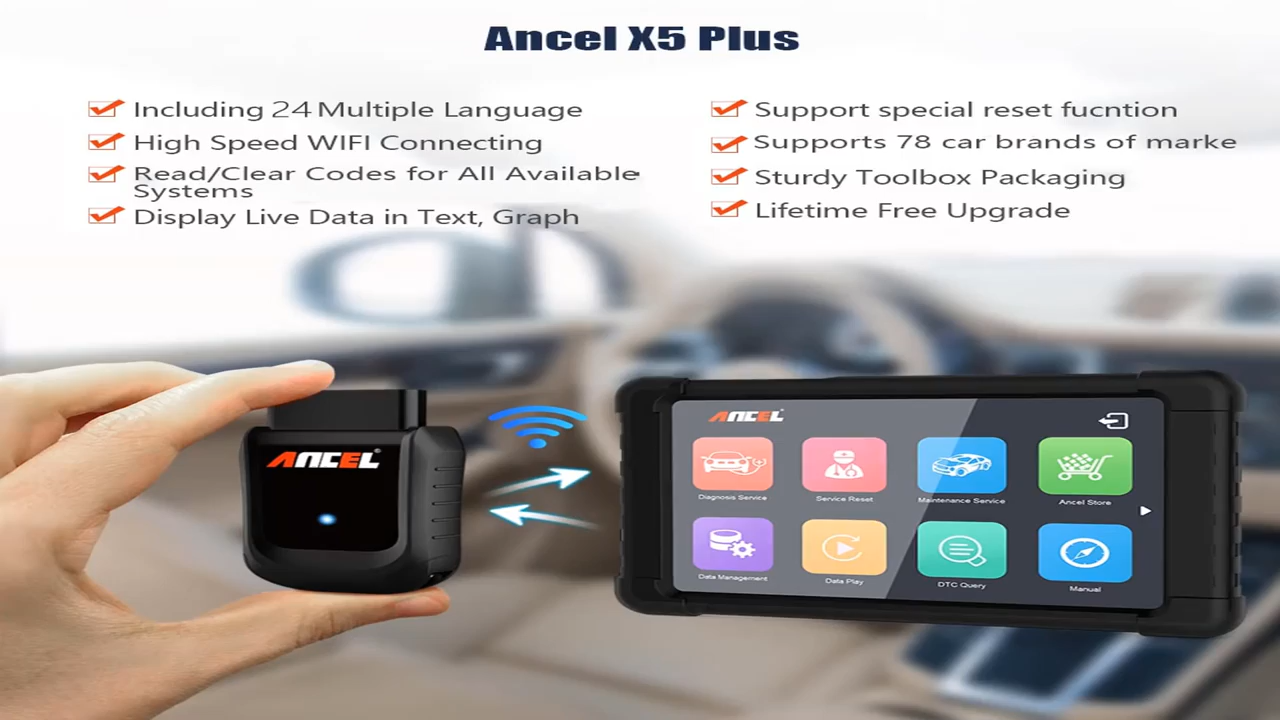 Ancel X5 Plus
Including 24 Multiple Language
High Speed WIFI Connecting
Read/Clear Codes for All Available
Systems
Display Live Data in Text, Graph
Support special reset fucntion
Supports 78 car brands of marke
Sturdy Toolbox Packaging
Lifetime Free Upgrade
ANCEL
ANCEL
Diagnosis Service
Service Reset
Maintenance Service
Ancel Store
Data Management
Data Play
DTC Query
Manual